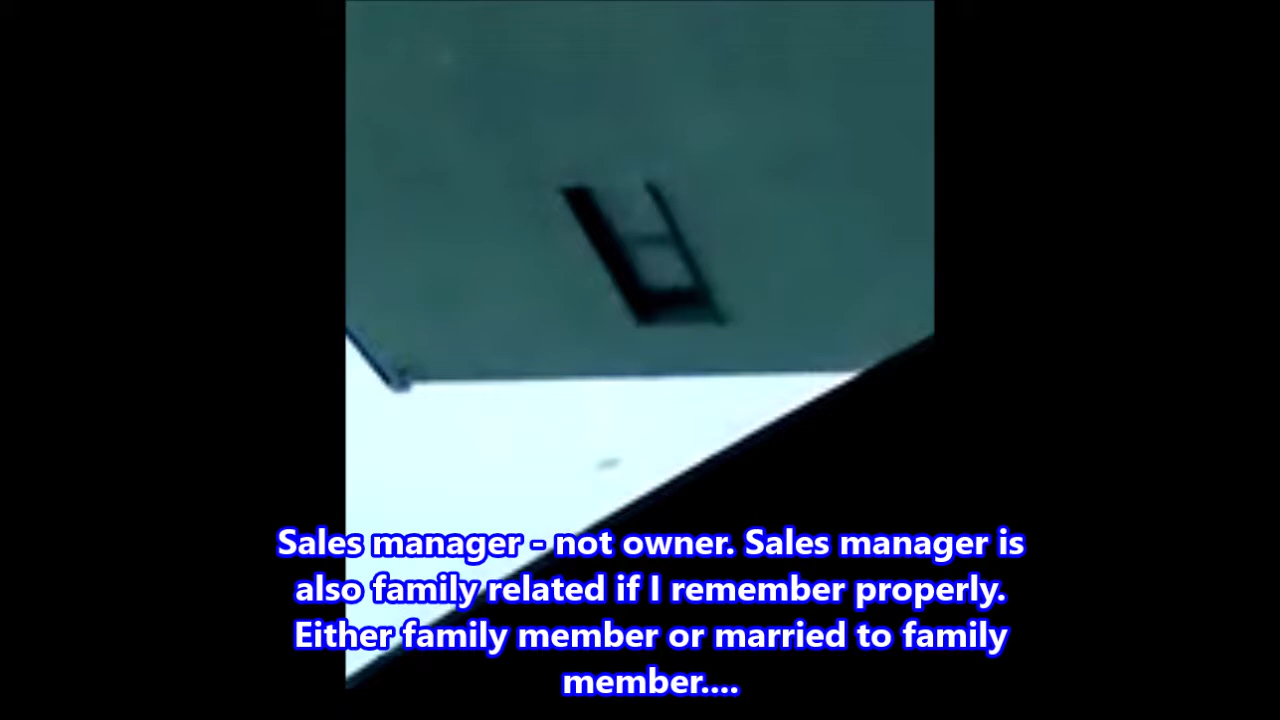 Sales manager - not owner. Sales manager is
also family related if I remember properly.
Either family member or married to family
member....